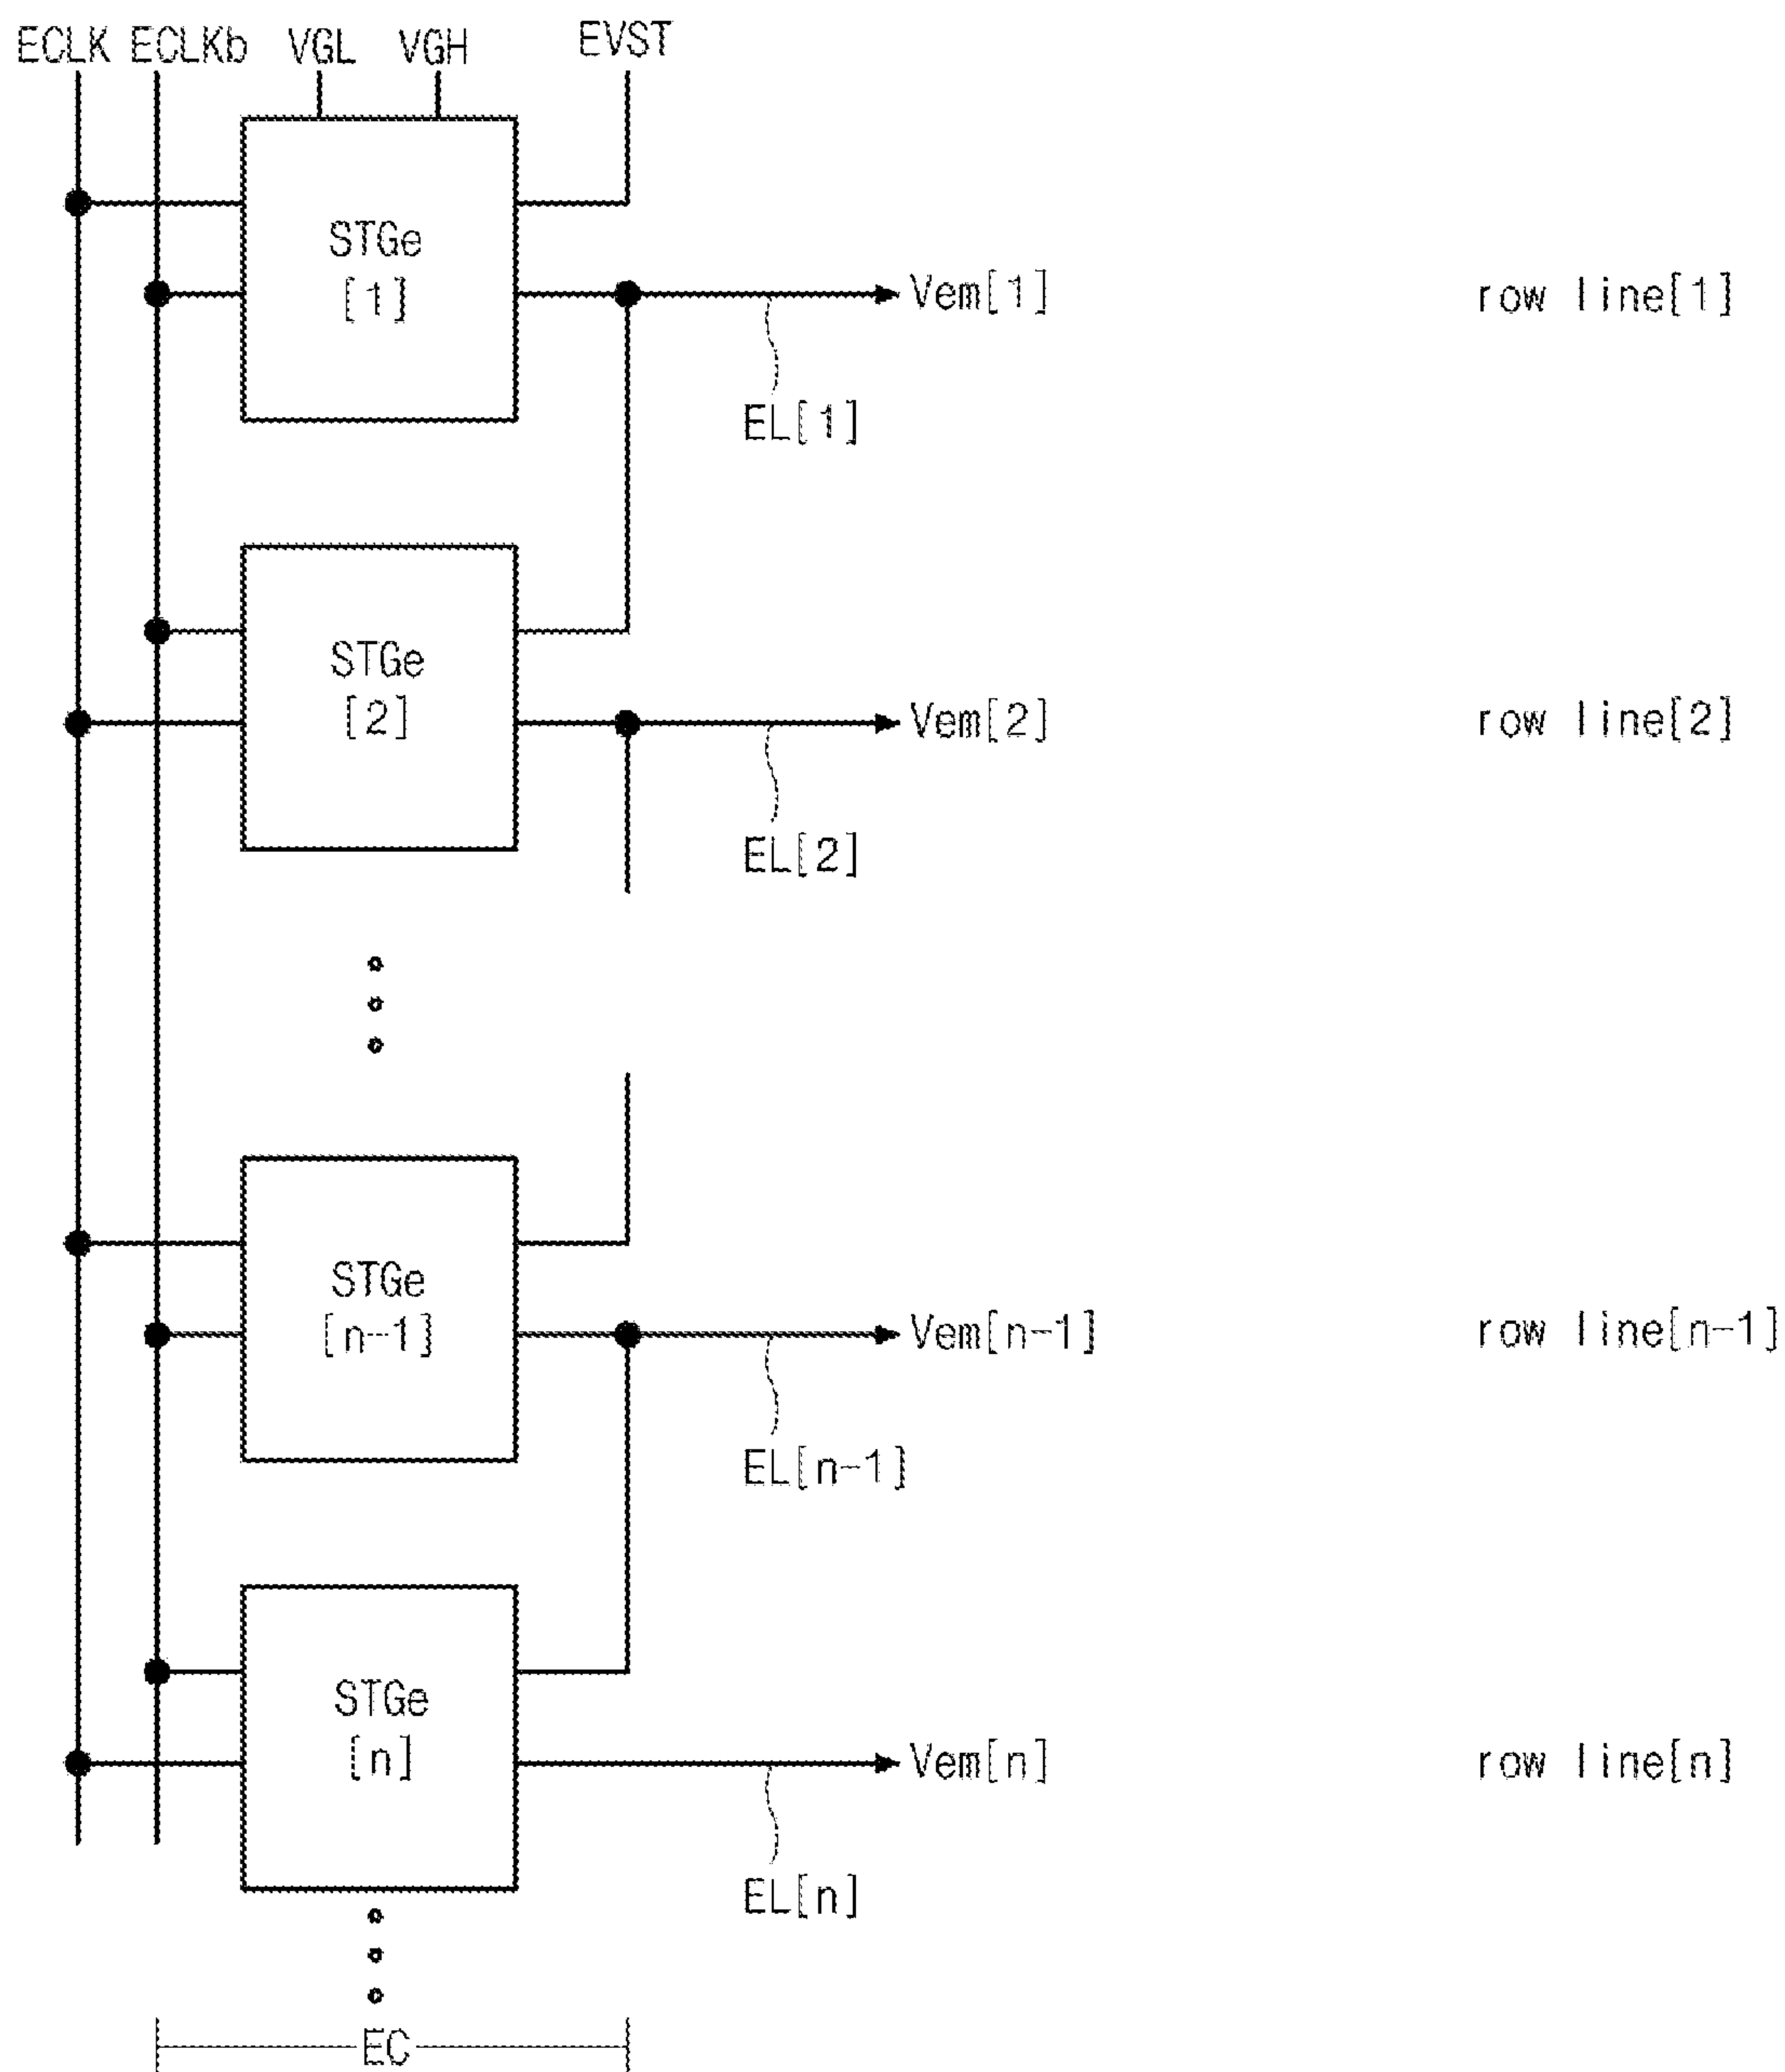 ECLK ECLKb VGL VGH EVST
STGe
[1]
Vem[1]
row line[1]
EL[1]
STGe
[2]
Vem[2]
row line[2]
EL[2]
STGe
[n-1]
Vem[n-1]
row line[n-1]
EL[n-1]
STGe
[n]
Vem[n]
row line[n]
EL[n]
EC